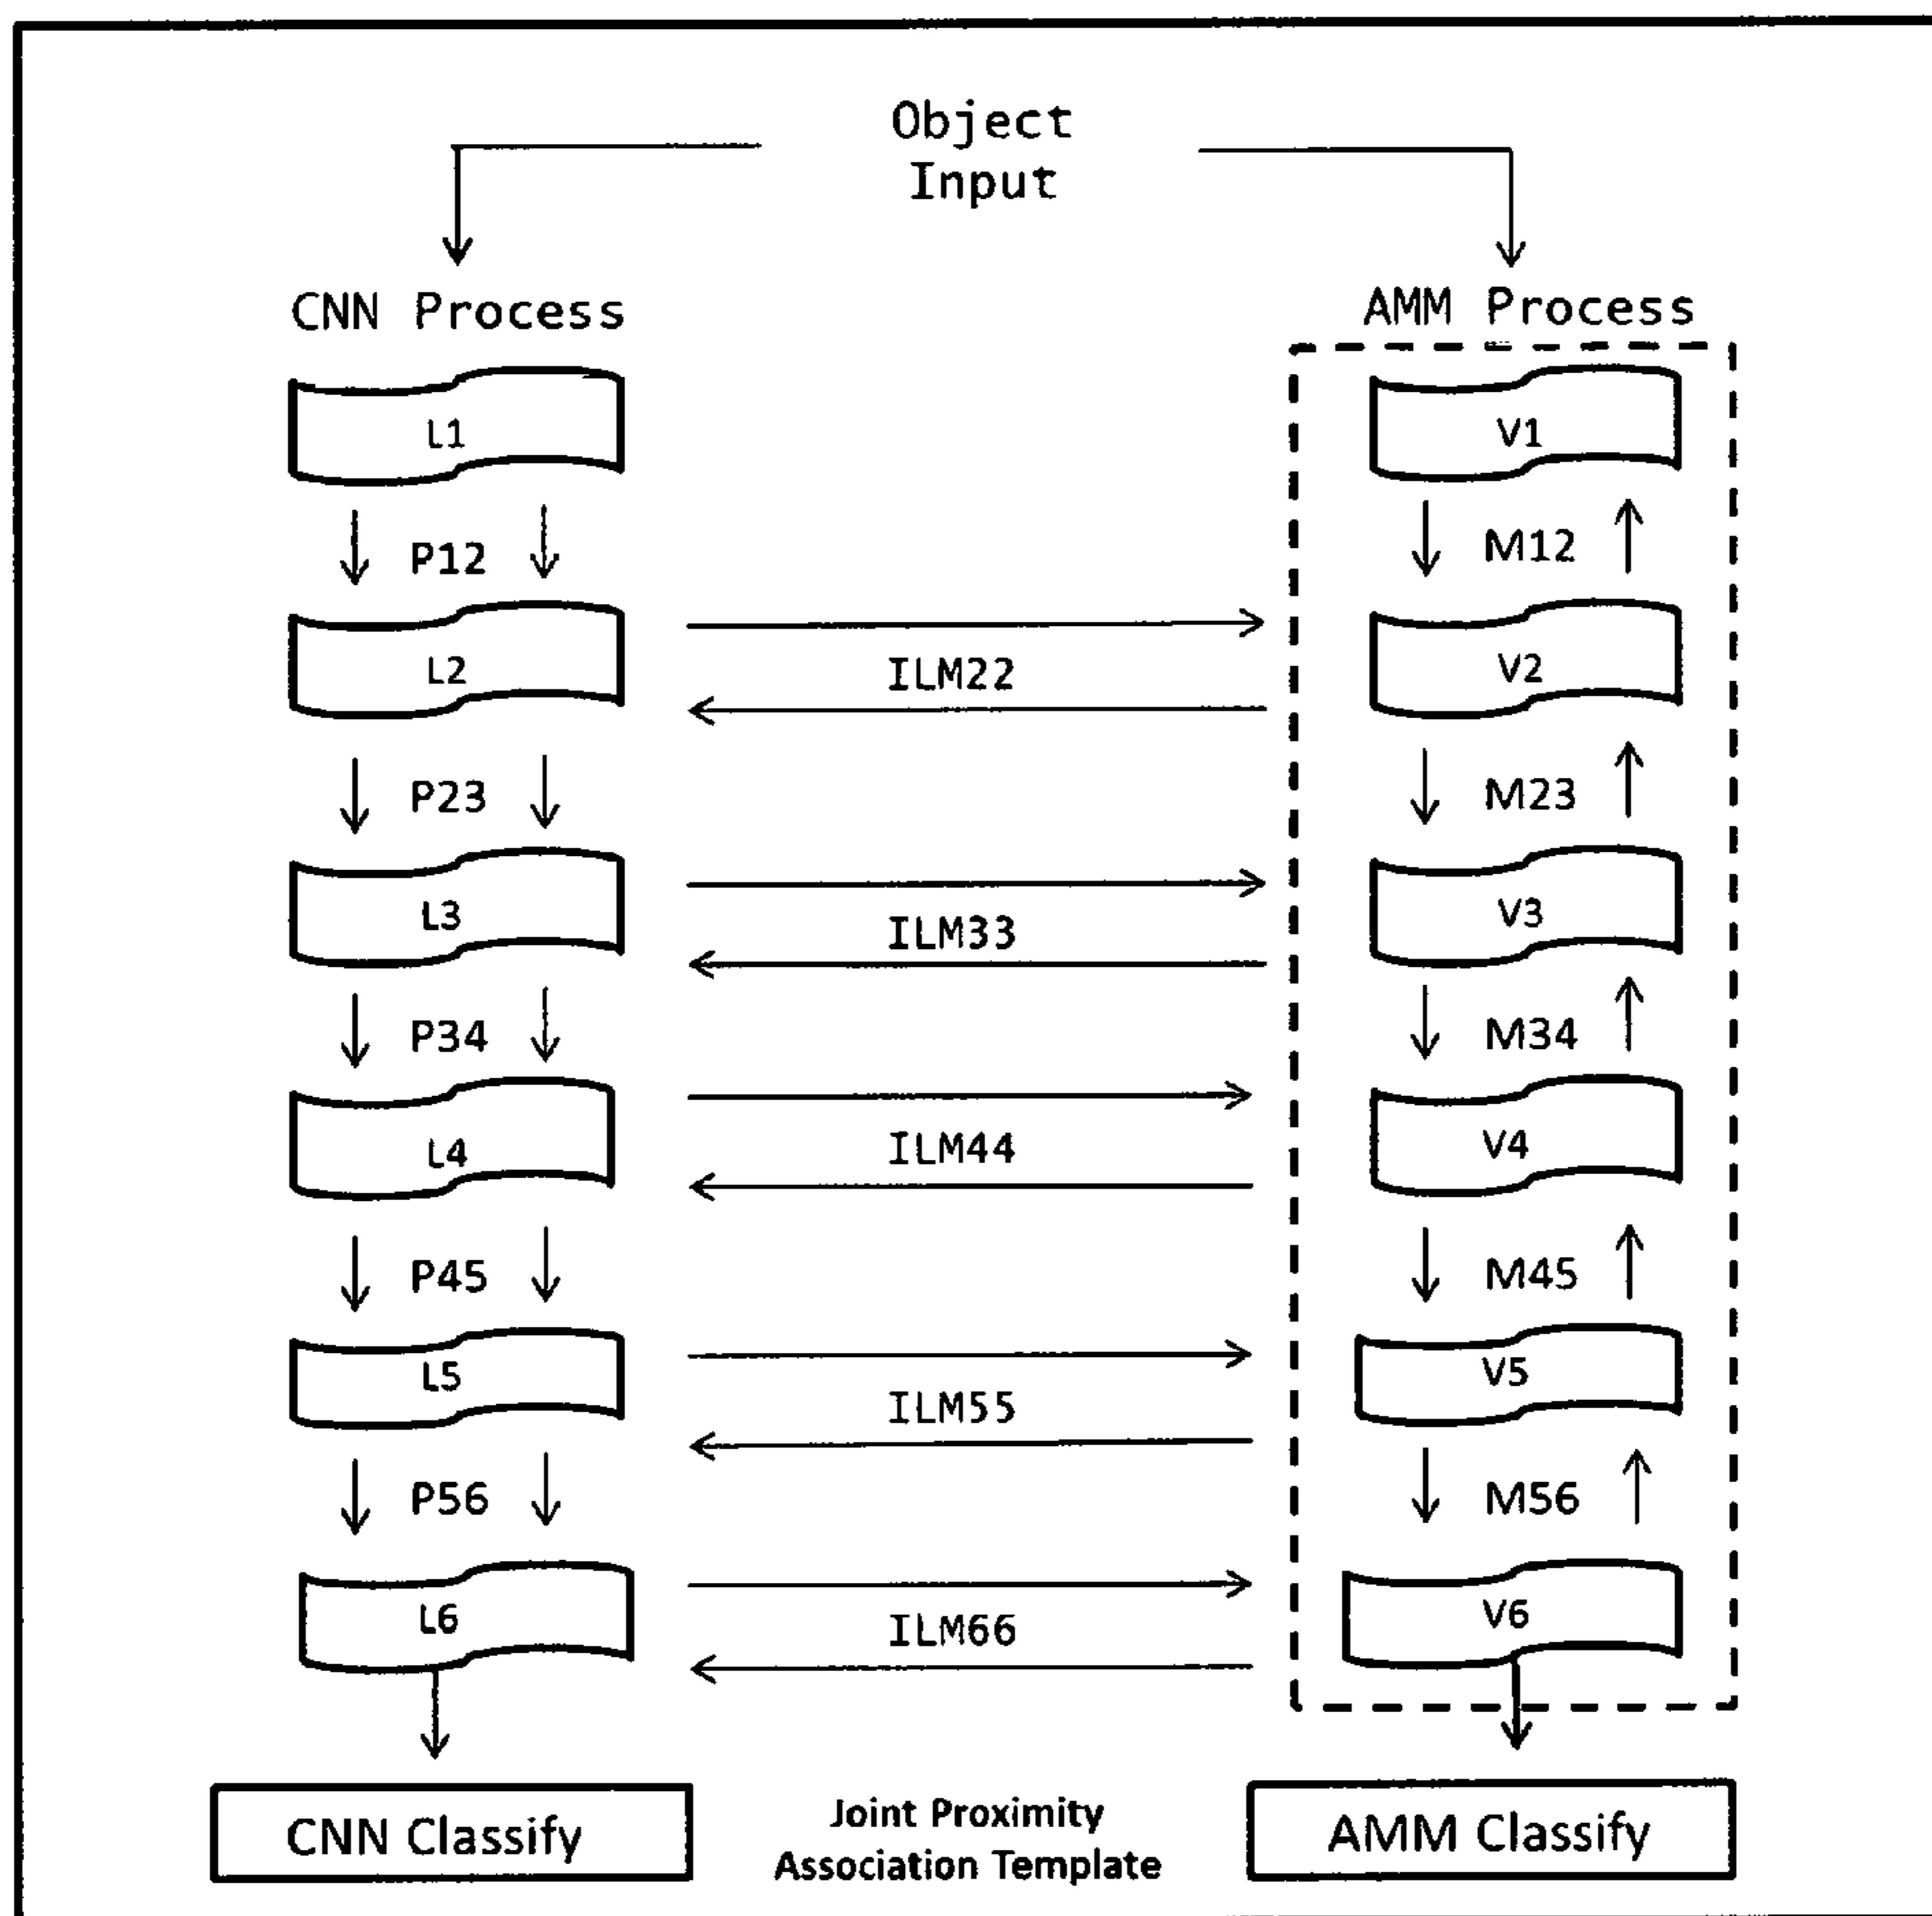 Object
Input
CNN Process
AMM Process
L1
V1
P12
M12
L2
ILM22
V2
P23
M23
L3
ILM33
V3
P34
M34
L4
ILM44
V4
P45
M45
L5
ILM55
V5
P56
M56
L6
ILM66
V6
CNN Classify
Joint Proximity
Association Template
AMM Classify